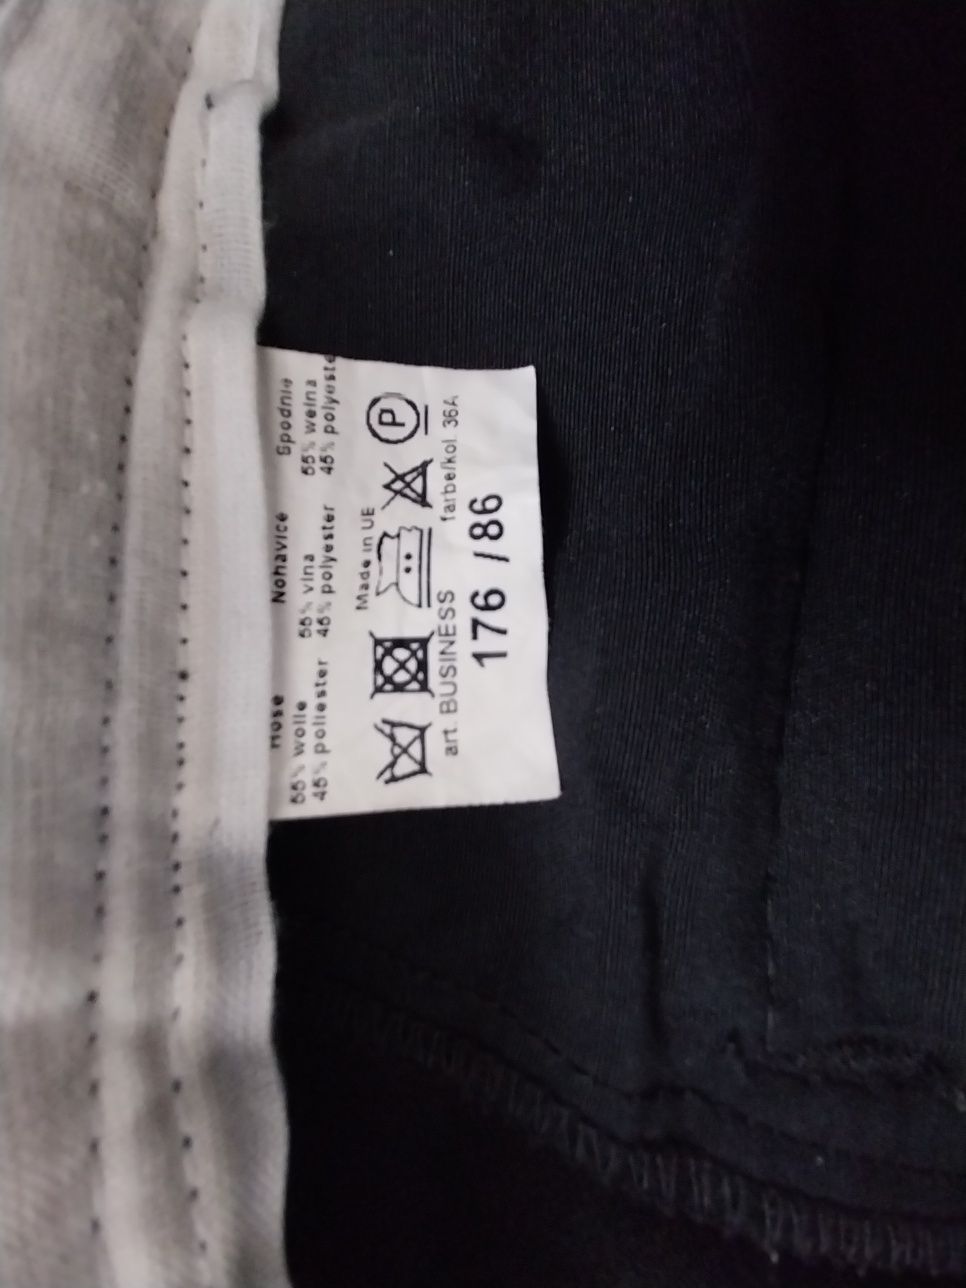 Hose Nohavice Spodnie
55% wolle 55% vlna 55% wełna
45% poliester 45% polyester 45% polyeste
Made in UE
P
art. BUSINESS farbe/kol. 36A
176 / 86